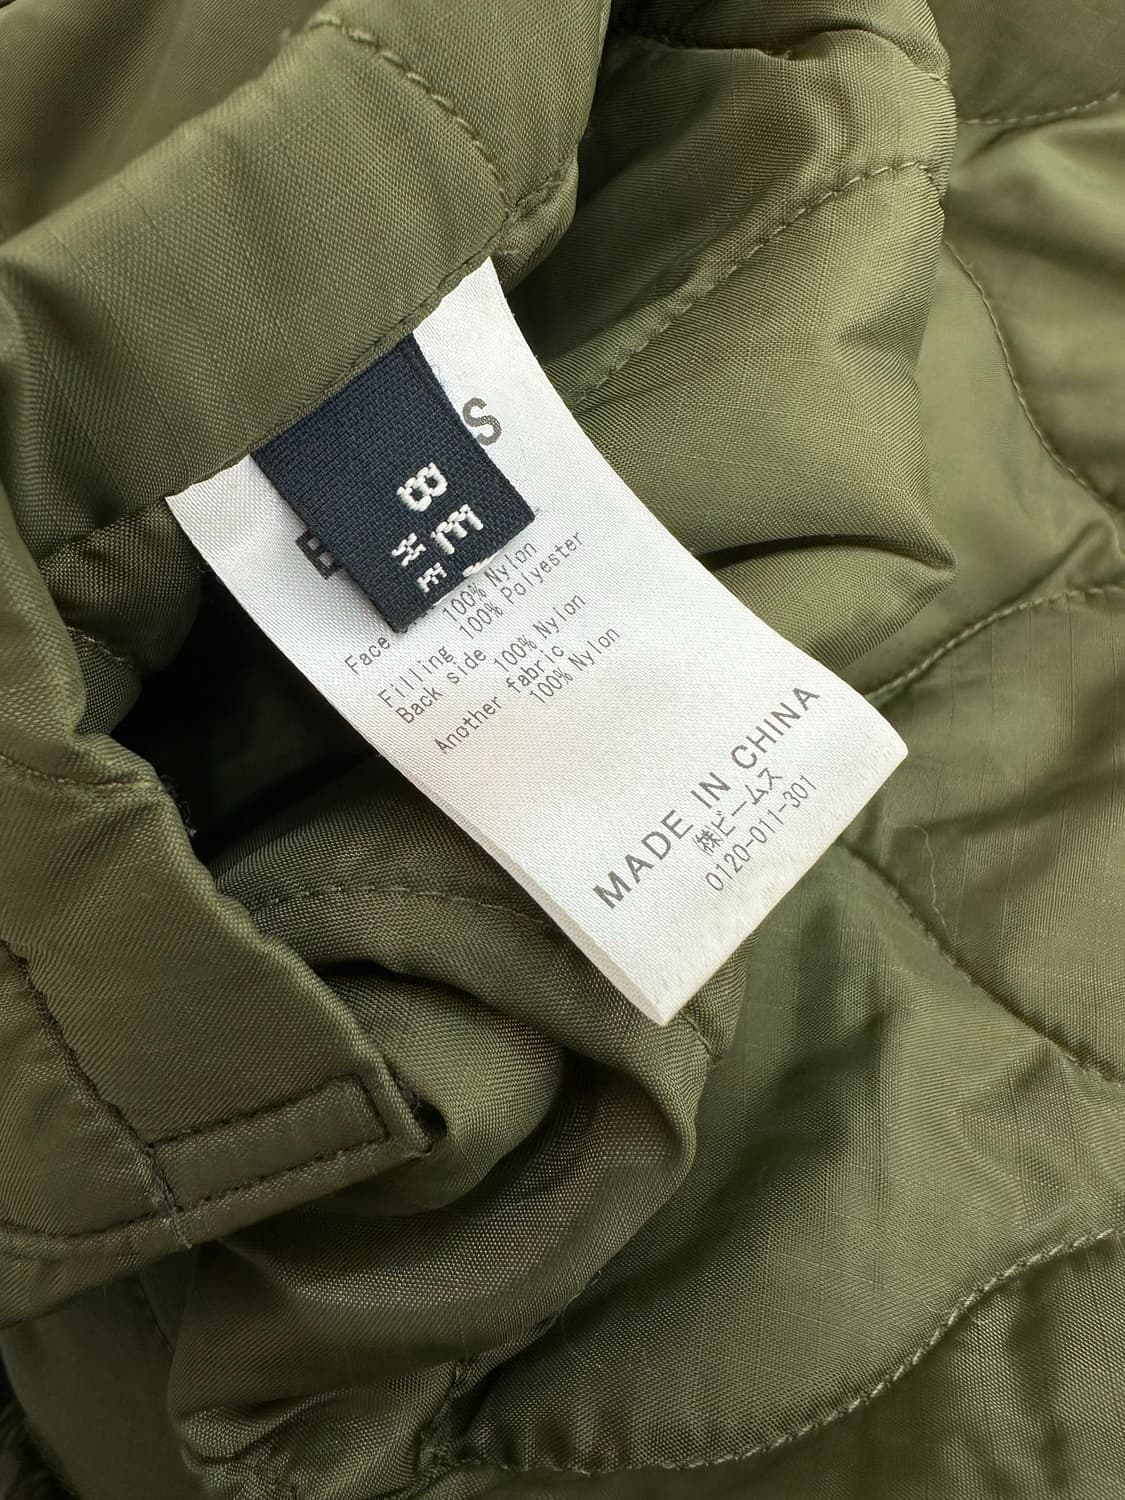 S
B
B
E
H
E
Face 100% Nylon
Filling 100% Polyester
Back side 100% Nylon
Another fabric
100% Nylon
MADE IN CHINA
㈱ビームス
0120-011-301